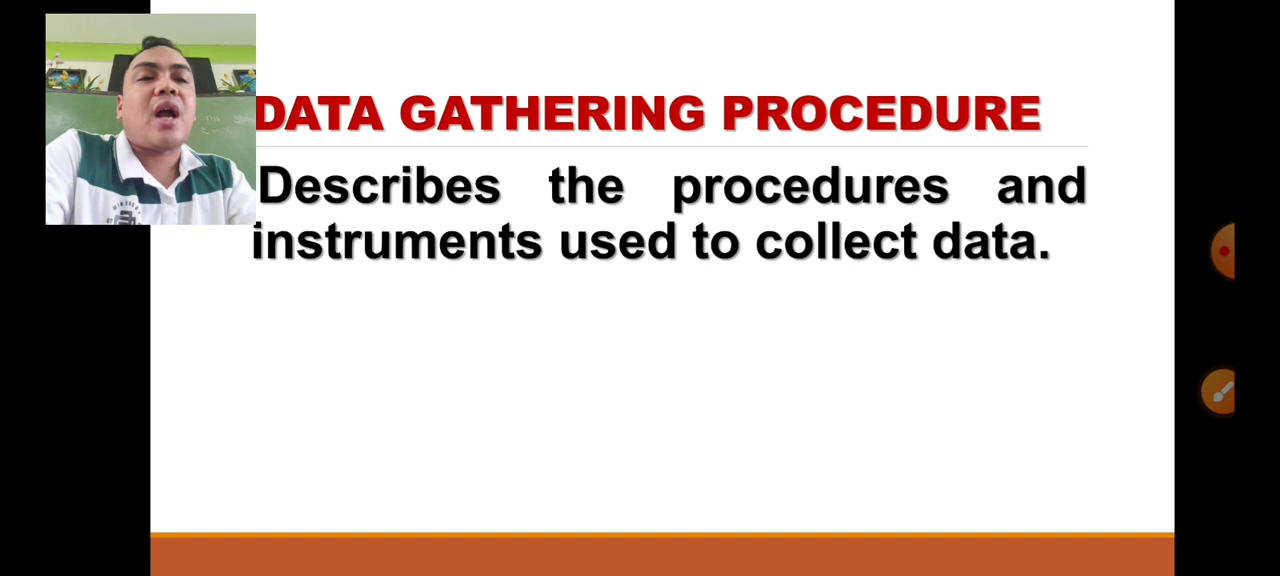 DATA GATHERING PROCEDURE
Describes the procedures and
instruments used to collect data.